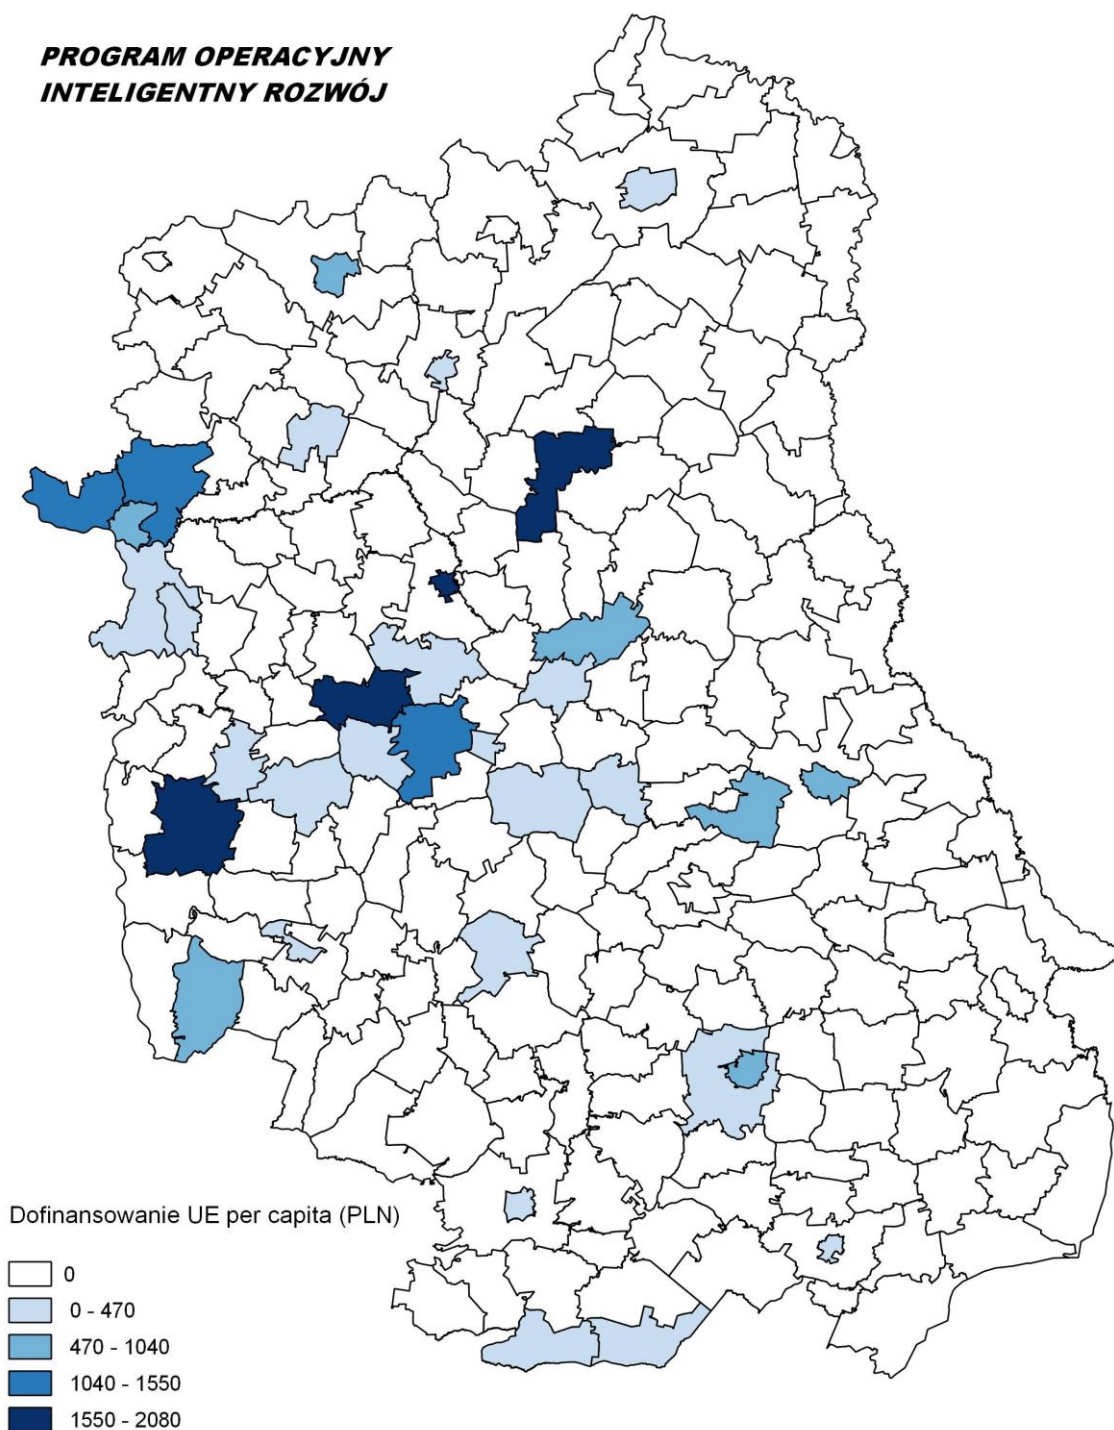 PROGRAM OPERACYJNY
INTELIGENTNY ROZWÓJ
Dofinansowanie UE per capita (PLN)
0
0 - 470
470 - 1040
1040 - 1550
1550 - 2080